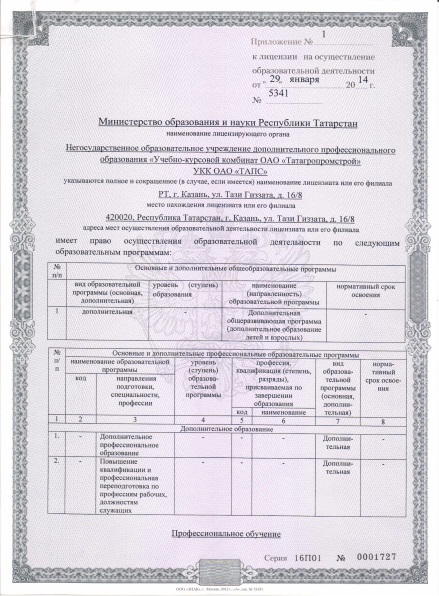 Приложение № 1
к лицензии на осуществление
образовательной деятельности
от " 29 " января 20 14 г.
№ 5341
Министерство образования и науки Республики Татарстан
наименование лицензирующего органа
Негосударственное образовательное учреждение дополнительного профессионального
образования «Учебно-курсовой комбинат ОАО «Татагропромстрой»
УКК ОАО «ТАПС»
указываются полное и сокращенное (в случае, если имеется) наименование лицензиата или его филиала
РТ, г. Казань, ул. Тази Гиззата, д. 16/8
место нахождения лицензиата или его филиала
420020, Республика Татарстан, г. Казань, ул. Тази Гиззата, д. 16/8
адреса мест осуществления образовательной деятельности лицензиата или его филиала
имеет право осуществления образовательной деятельности по следующим
образовательным программам:
№ п/п Основные и дополнительные общеобразовательные программы
вид образовательной программы (основная, дополнительная) уровень (ступень) образования наименование (направленность) образовательной программы нормативный срок освоения
1 дополнительная - Дополнительная общеразвивающая программа (дополнительное образование детей и взрослых) -
№ п/п Основные и дополнительные профессиональные образовательные программы
наименование образовательной программы уровень (ступень) образовательной программы профессия, квалификация (степень, разряды), присваиваемая по завершении образования вид образовательной программы (основная, дополнительная) нормативный срок освоения
код направления подготовки, специальности, профессии код наименование
1 2 3 4 5 6 7 8
Дополнительное образование
1. - Дополнительное профессиональное образование - - - Дополнительная -
2. - Повышение квалификации и профессиональная переподготовка по профессиям рабочих, должностям служащих - - - Дополнительная -
Профессиональное обучение
Серия 16П01 № 0001727